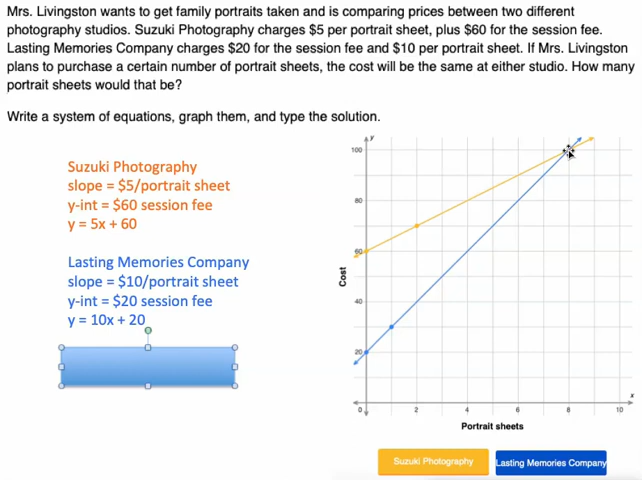 Mrs. Livingston wants to get family portraits taken and is comparing prices between two different
photography studios. Suzuki Photography charges $5 per portrait sheet, plus $60 for the session fee.
Lasting Memories Company charges $20 for the session fee and $10 per portrait sheet. If Mrs. Livingston
plans to purchase a certain number of portrait sheets, the cost will be the same at either studio. How many
portrait sheets would that be?
Write a system of equations, graph them, and type the solution.
Suzuki Photography
slope = $5/portrait sheet
y-int = $60 session fee
y = 5x + 60
Lasting Memories Company
slope = $10/portrait sheet
y-int = $20 session fee
y = 10x + 20
y
100
80
60
40
20
0
2
4
6
8
10
x
Cost
Portrait sheets
Suzuki Photography
Lasting Memories Company